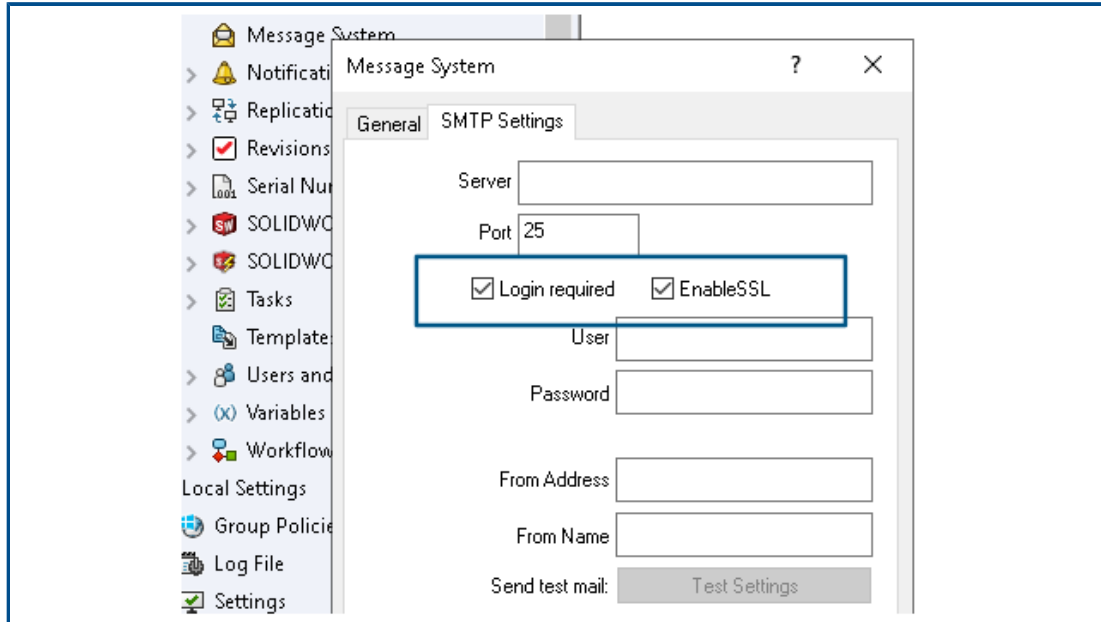 Message System
Notificati
Replicatio
Revisions
Serial Nur
SOLIDWO
SOLIDWO
Tasks
Template
Users and
(x) Variables
Workflow
Local Settings
Group Policie
Log File
Settings
Message System
?
General
SMTP Settings
Server
Port 25
Login required
EnableSSL
User
Password
From Address
From Name
Send test mail:
Test Settings